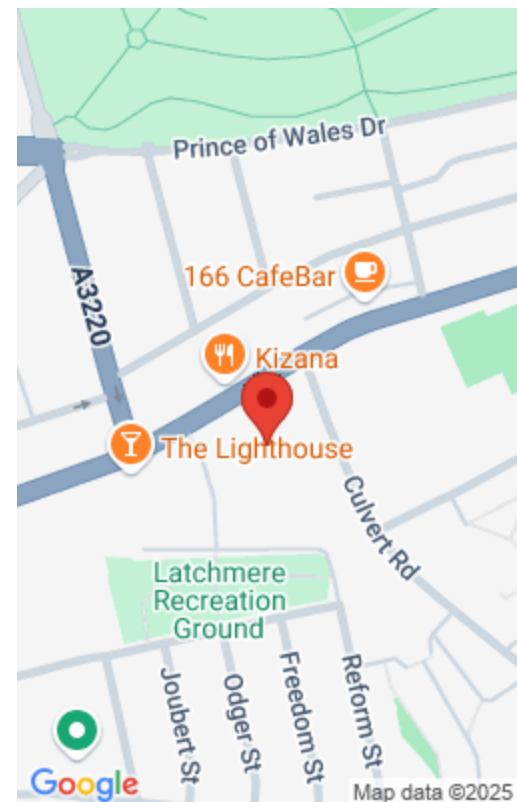 Prince of Wales Dr
A3220
166 CafeBar
Kizana
The Lighthouse
Culvert Rd
Latchmere
Recreation
Ground
Joubert St
Odger St
Freedom St
Reform St
Google
Map data ©2025